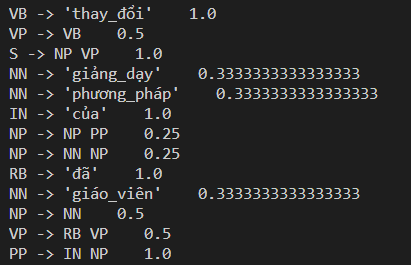 VB -> 'thay_đổi' 1.0
VP -> VB 0.5
S -> NP VP 1.0
NN -> 'giảng_dạy' 0.3333333333333333
NN -> 'phương_pháp' 0.3333333333333333
IN -> 'của' 1.0
NP -> NP PP 0.25
NP -> NN NP 0.25
RB -> 'đã' 1.0
NN -> 'giáo_viên' 0.3333333333333333
NP -> NN 0.5
VP -> RB VP 0.5
PP -> IN NP 1.0